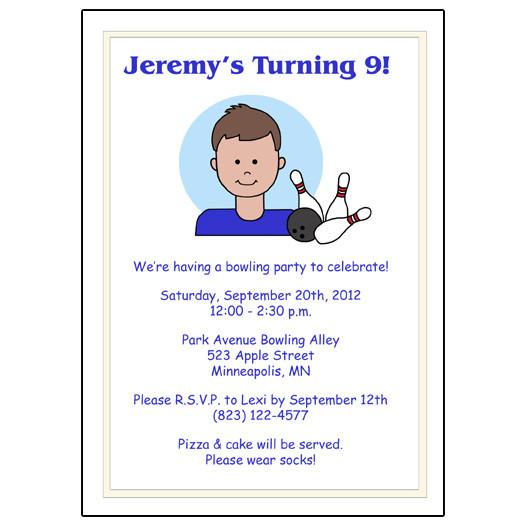 Jeremy's Turning 9!
We're having a bowling party to celebrate!
Saturday, September 20th, 2012
12:00 - 2:30 p.m.
Park Avenue Bowling Alley
523 Apple Street
Minneapolis, MN
Please R.S.V.P. to Lexi by September 12th
(823) 122-4577
Pizza & cake will be served.
Please wear socks!